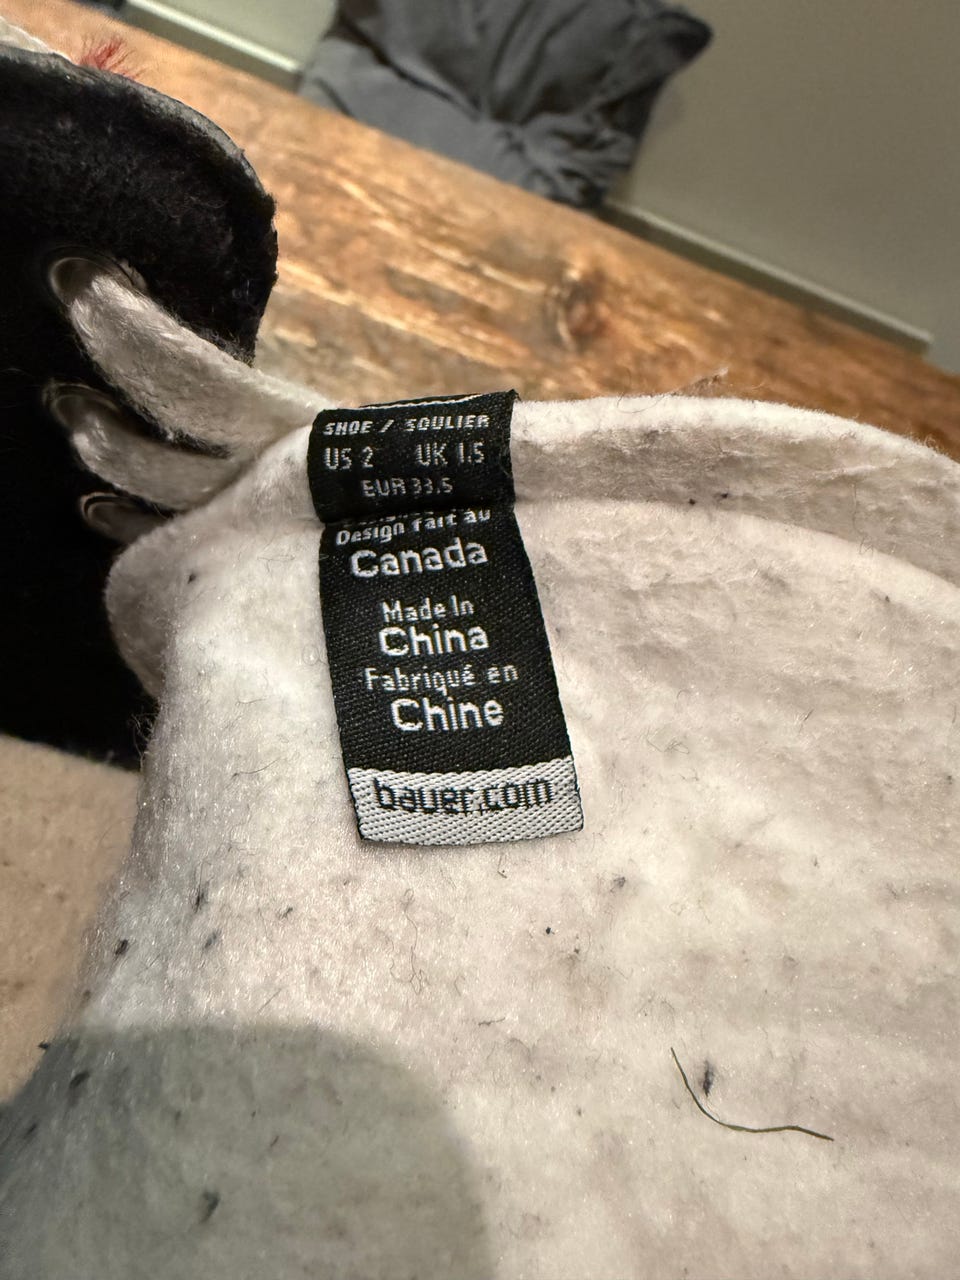 SHOE / SOULIER
US 2 UK 1.5
EUR 33.5
Design fait au
Canada
Made In
China
Fabriqué en
Chine
bauer.com